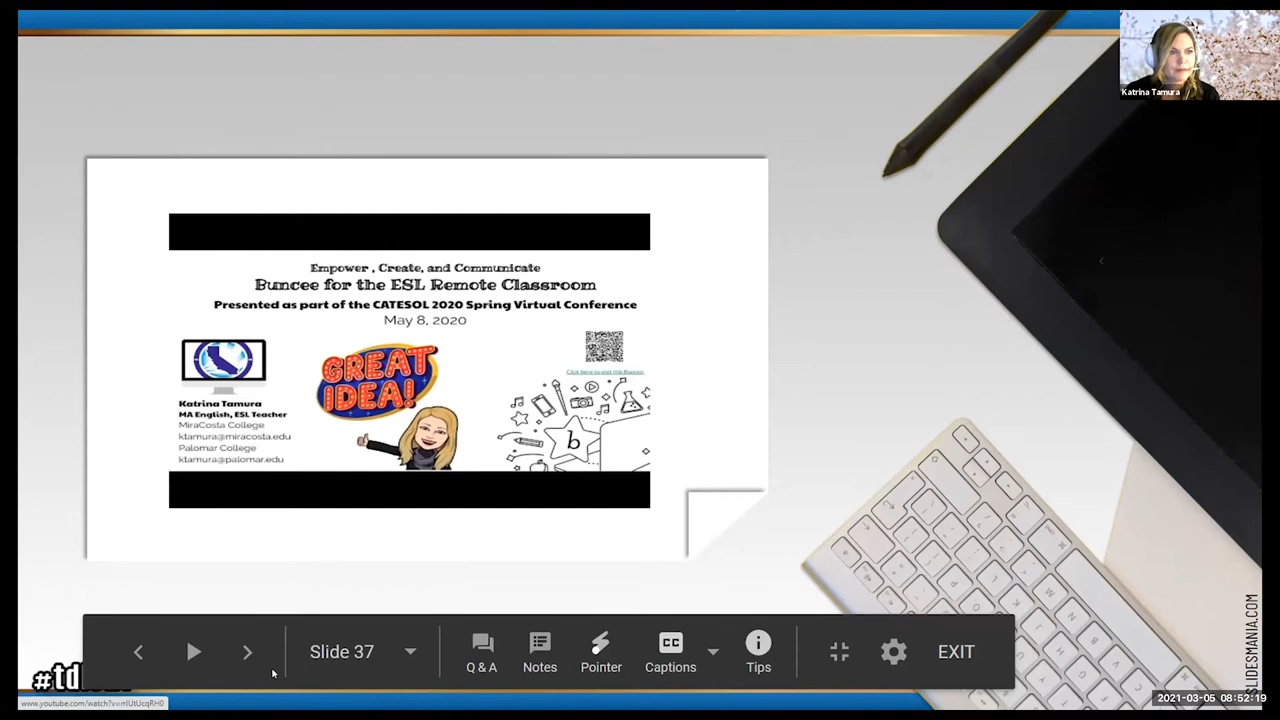 Katrina Tamura
Empower , Create, and Communicate
Buncee for the ESL Remote Classroom
Presented as part of the CATESOL 2020 Spring Virtual Conference
May 8, 2020
Click here to visit this Buncee.
GREAT
IDEA!
Katrina Tamura
MA English, ESL Teacher
MiraCosta College
ktamura@miracosta.edu
Palomar College
ktamura@palomar.edu
b
SLIDESMANIA.COM
Slide 37
Q & A
Notes
Pointer
CC
Captions
Tips
EXIT
2021-03-05 08:52:19